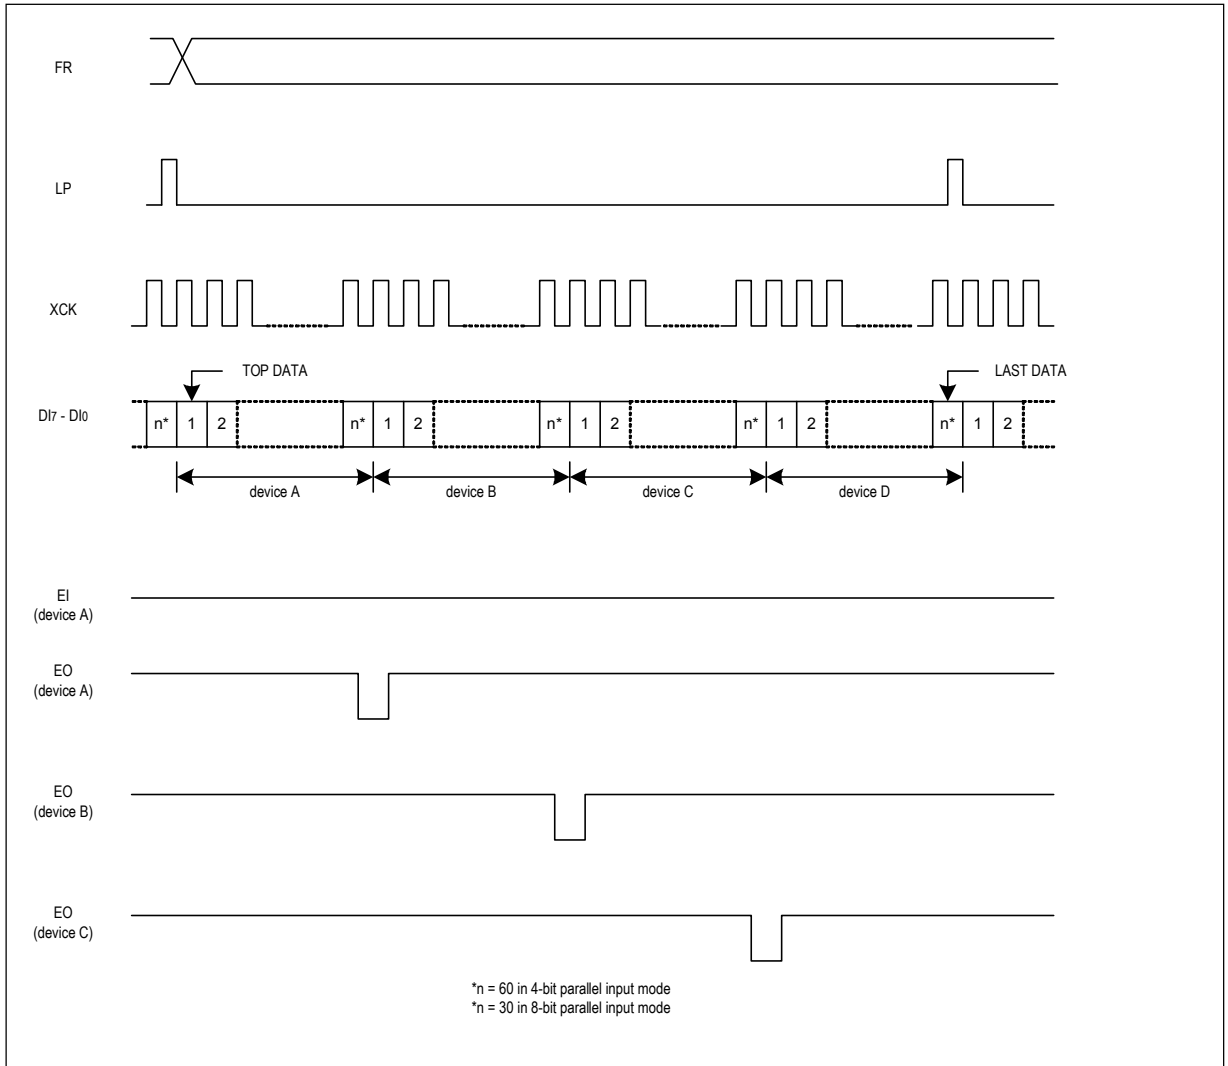 FR
LP
XCK
TOP DATA
LAST DATA
DI7 - DI0
n* 1 2 n* 1 2 n* 1 2 n* 1 2 n* 1 2
device A device B device C device D
EI
(device A)
EO
(device A)
EO
(device B)
EO
(device C)
*n = 60 in 4-bit parallel input mode
*n = 30 in 8-bit parallel input mode